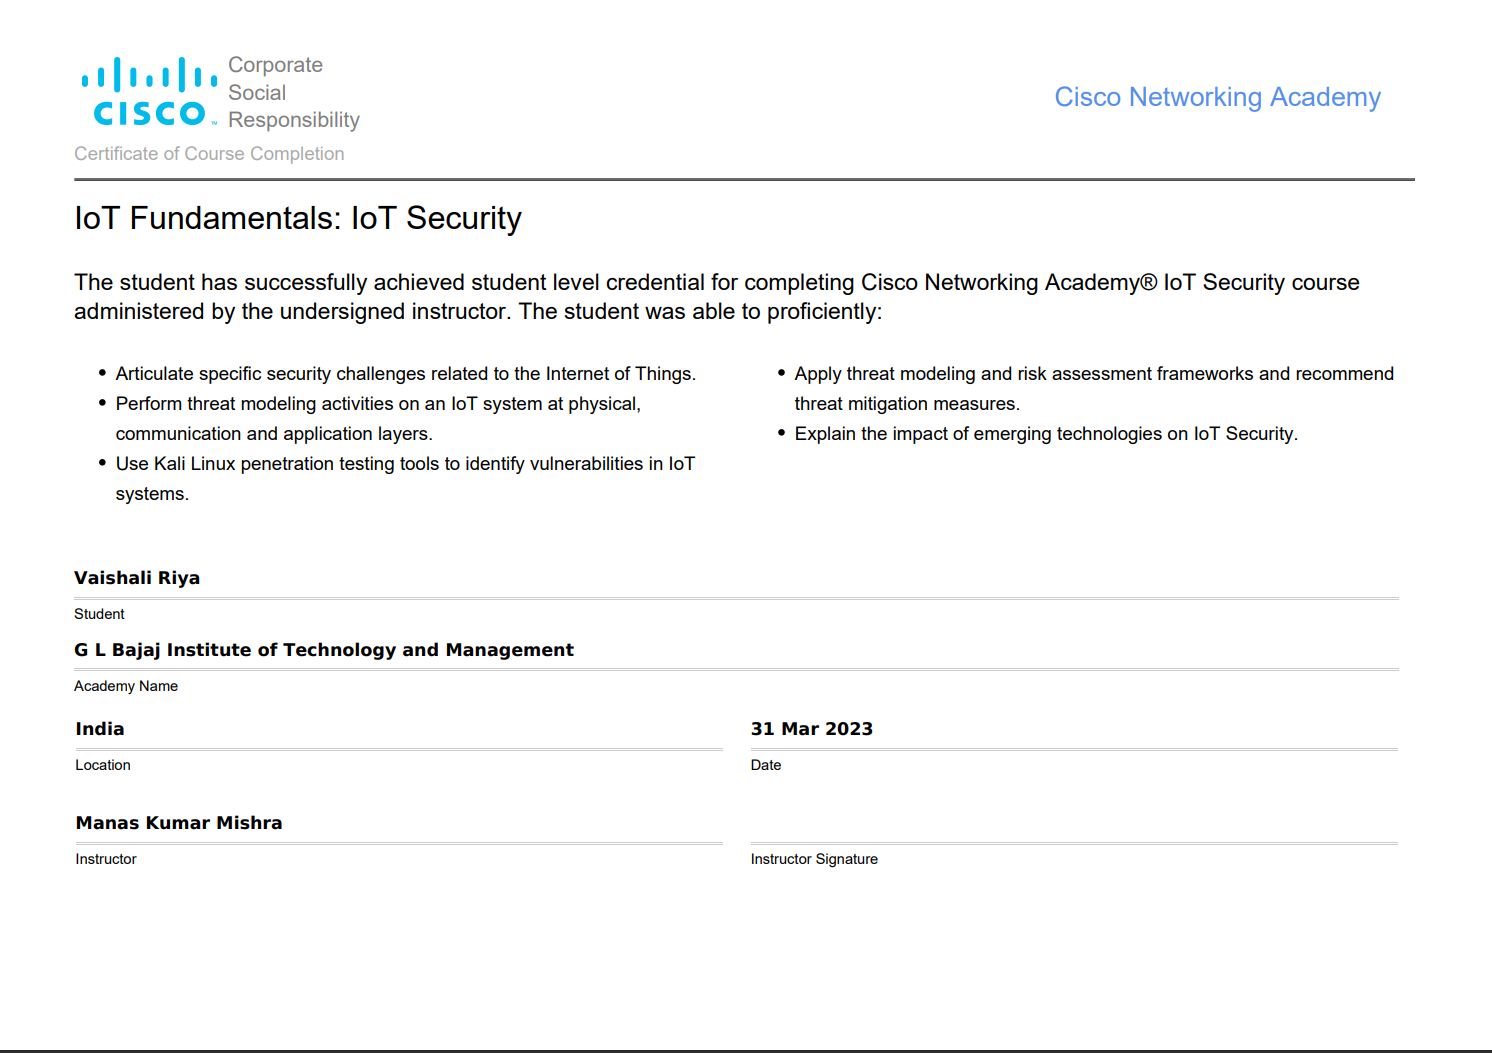 Corporate
Social
Responsibility
CISCO™
Cisco Networking Academy
Certificate of Course Completion
IoT Fundamentals: IoT Security
The student has successfully achieved student level credential for completing Cisco Networking Academy® IoT Security course
administered by the undersigned instructor. The student was able to proficiently:
• Articulate specific security challenges related to the Internet of Things.
• Perform threat modeling activities on an IoT system at physical,
communication and application layers.
• Use Kali Linux penetration testing tools to identify vulnerabilities in IoT
systems.
• Apply threat modeling and risk assessment frameworks and recommend
threat mitigation measures.
• Explain the impact of emerging technologies on IoT Security.
Vaishali Riya
Student
G L Bajaj Institute of Technology and Management
Academy Name
India
Location
31 Mar 2023
Date
Manas Kumar Mishra
Instructor
Instructor Signature